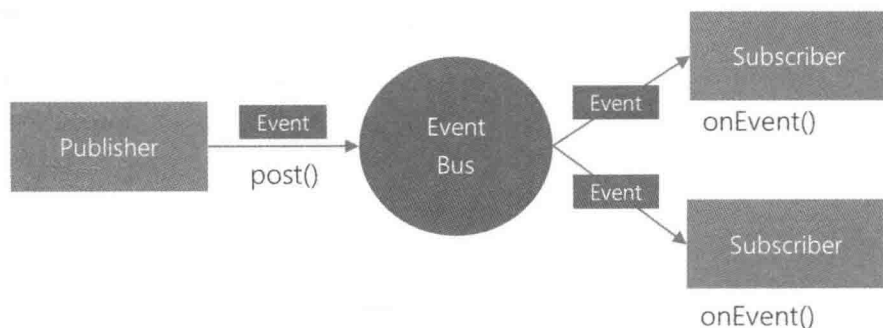 Publisher
Event
post()
Event
Bus
Event
Subscriber
onEvent()
Event
Subscriber
onEvent()